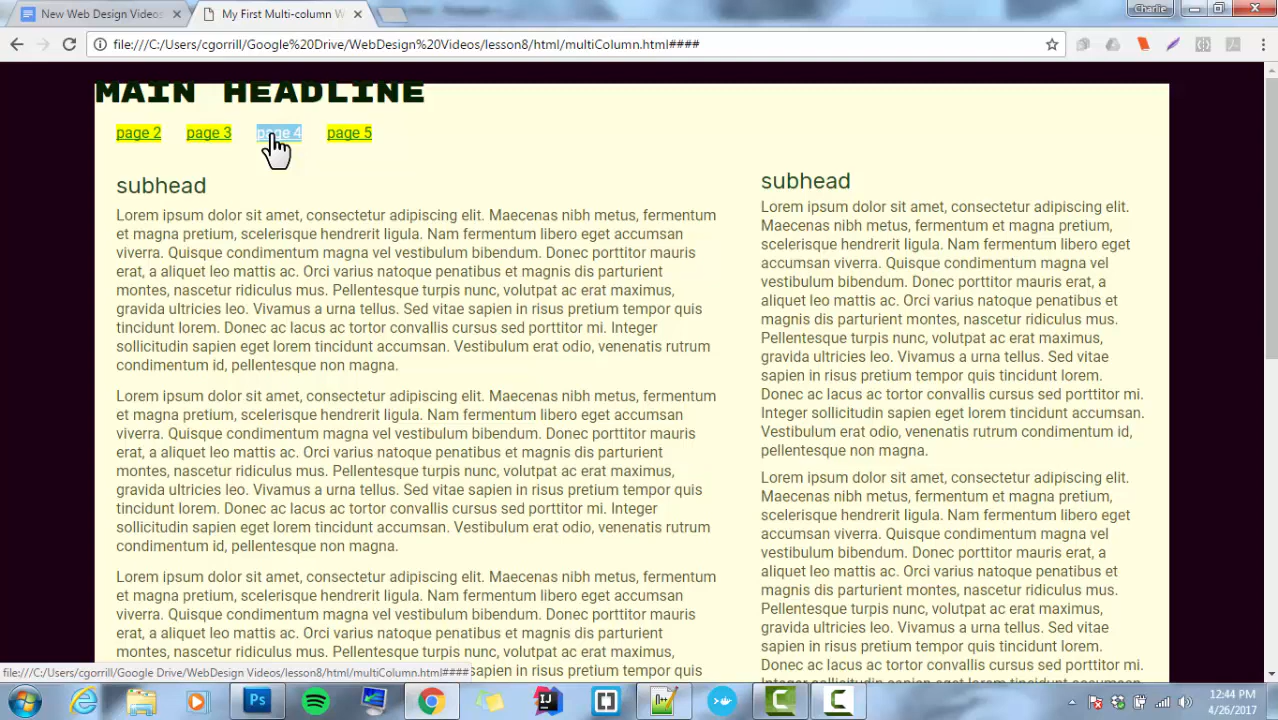 New Web Design Videos
My First Multi-column W
Charlie
file:///C:/Users/cgorrill/Google%20Drive/WebDesign%20Videos/lesson8/html/multiColumn.html####
MAIN HEADLINE
page 2 page 3 page 4 page 5
subhead
Lorem ipsum dolor sit amet, consectetur adipiscing elit. Maecenas nibh metus, fermentum
et magna pretium, scelerisque hendrerit ligula. Nam fermentum libero eget accumsan
viverra. Quisque condimentum magna vel vestibulum bibendum. Donec porttitor mauris
erat, a aliquet leo mattis ac. Orci varius natoque penatibus et magnis dis parturient
montes, nascetur ridiculus mus. Pellentesque turpis nunc, volutpat ac erat maximus,
gravida ultricies leo. Vivamus a urna tellus. Sed vitae sapien in risus pretium tempor quis
tincidunt lorem. Donec ac lacus ac tortor convallis cursus sed porttitor mi. Integer
sollicitudin sapien eget lorem tincidunt accumsan. Vestibulum erat odio, venenatis rutrum
condimentum id, pellentesque non magna.
Lorem ipsum dolor sit amet, consectetur adipiscing elit. Maecenas nibh metus, fermentum
et magna pretium, scelerisque hendrerit ligula. Nam fermentum libero eget accumsan
viverra. Quisque condimentum magna vel vestibulum bibendum. Donec porttitor mauris
erat, a aliquet leo mattis ac. Orci varius natoque penatibus et magnis dis parturient
montes, nascetur ridiculus mus. Pellentesque turpis nunc, volutpat ac erat maximus,
gravida ultricies leo. Vivamus a urna tellus. Sed vitae sapien in risus pretium tempor quis
tincidunt lorem. Donec ac lacus ac tortor convallis cursus sed porttitor mi. Integer
sollicitudin sapien eget lorem tincidunt accumsan. Vestibulum erat odio, venenatis rutrum
condimentum id, pellentesque non magna.
Lorem ipsum dolor sit amet, consectetur adipiscing elit. Maecenas nibh metus, fermentum
et magna pretium, scelerisque hendrerit ligula. Nam fermentum libero eget accumsan
viverra. Quisque condimentum magna vel vestibulum bibendum. Donec porttitor mauris
erat, a aliquet leo mattis ac. Orci varius natoque penatibus et magnis dis parturient
montes, nascetur ridiculus mus. Pellentesque turpis nunc, volutpat ac erat maximus,
sapien in risus pretium tempor quis
subhead
Lorem ipsum dolor sit amet, consectetur adipiscing elit.
Maecenas nibh metus, fermentum et magna pretium,
scelerisque hendrerit ligula. Nam fermentum libero eget
accumsan viverra. Quisque condimentum magna vel
vestibulum bibendum. Donec porttitor mauris erat, a
aliquet leo mattis ac. Orci varius natoque penatibus et
magnis dis parturient montes, nascetur ridiculus mus.
Pellentesque turpis nunc, volutpat ac erat maximus,
gravida ultricies leo. Vivamus a urna tellus. Sed vitae
sapien in risus pretium tempor quis tincidunt lorem.
Donec ac lacus ac tortor convallis cursus sed porttitor mi.
Integer sollicitudin sapien eget lorem tincidunt accumsan.
Vestibulum erat odio, venenatis rutrum condimentum id,
pellentesque non magna.
Lorem ipsum dolor sit amet, consectetur adipiscing elit.
Maecenas nibh metus, fermentum et magna pretium,
scelerisque hendrerit ligula. Nam fermentum libero eget
accumsan viverra. Quisque condimentum magna vel
vestibulum bibendum. Donec porttitor mauris erat, a
aliquet leo mattis ac. Orci varius natoque penatibus et
magnis dis parturient montes, nascetur ridiculus mus.
Pellentesque turpis nunc, volutpat ac erat maximus,
gravida ultricies leo. Vivamus a urna tellus. Sed vitae
sapien in risus pretium tempor quis tincidunt lorem.
Donec ac lacus ac tortor convallis cursus sed porttitor mi.
file:///C:/Users/cgorrill/Google Drive/WebDesign Videos/lesson8/html/multiColumn.html####
Ps
IJ
12:44 PM
4/26/2017